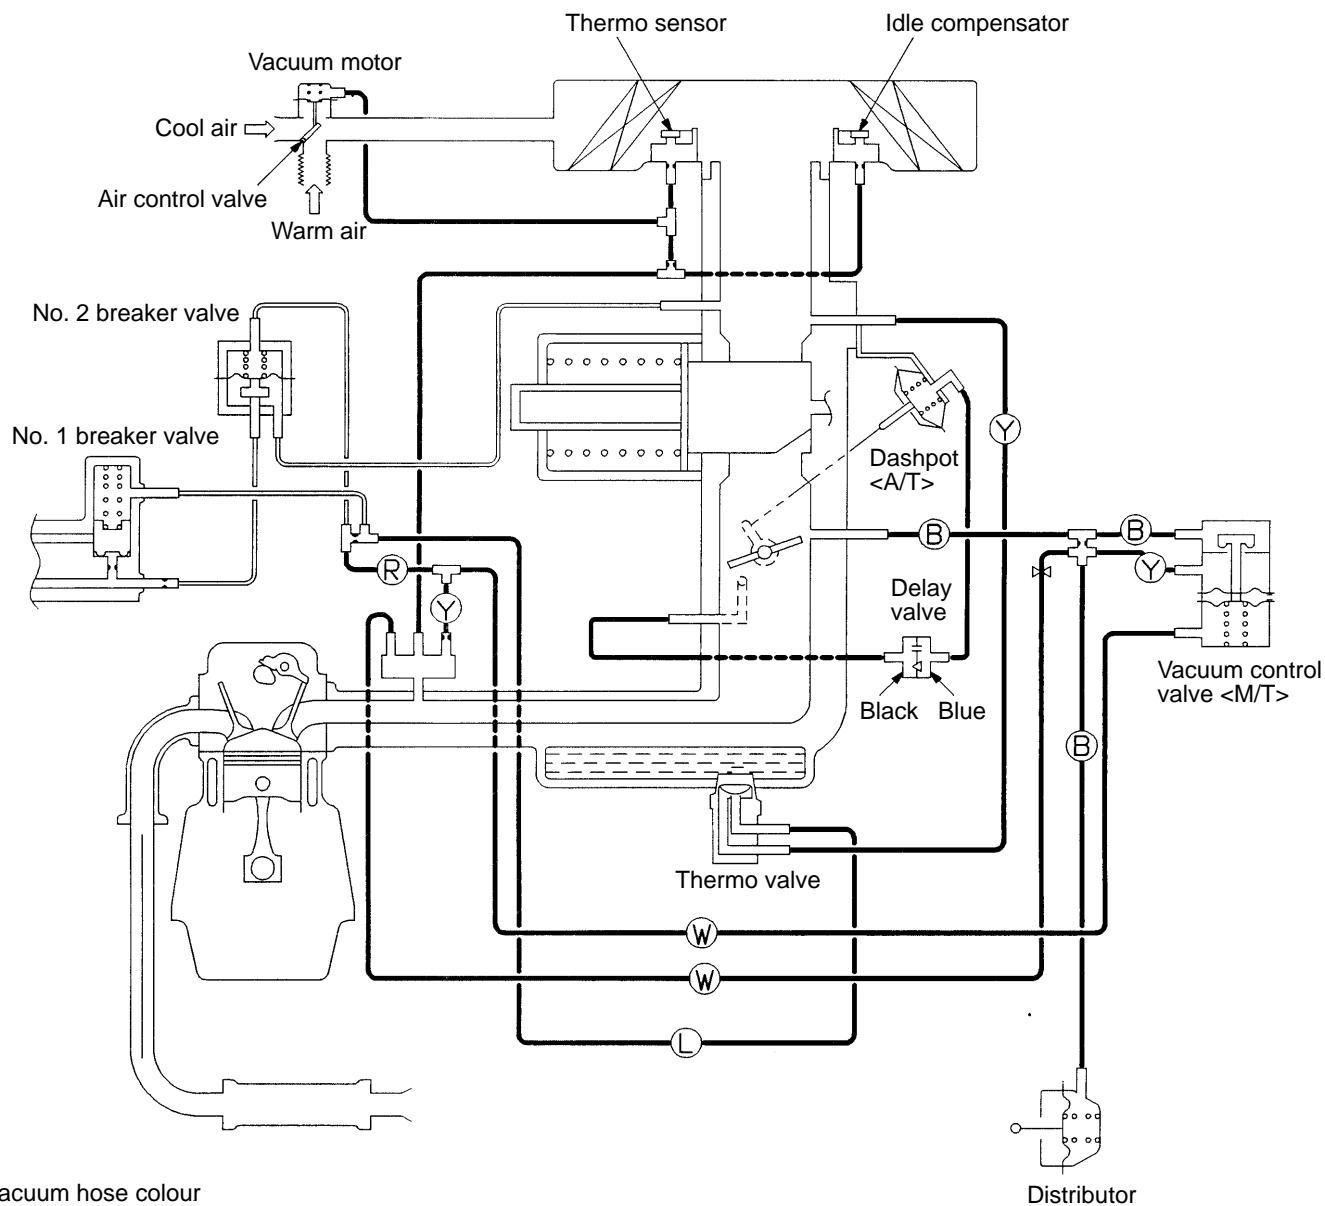 Thermo sensor
Idle compensator
Vacuum motor
Cool air
Air control valve
Warm air
No. 2 breaker valve
No. 1 breaker valve
Y
Dashpot
<A/T>
B
B
R
Y
Y
Delay
valve
Vacuum control
valve <M/T>
Black
Blue
B
Thermo valve
W
W
L
acuum hose colour
Distributor